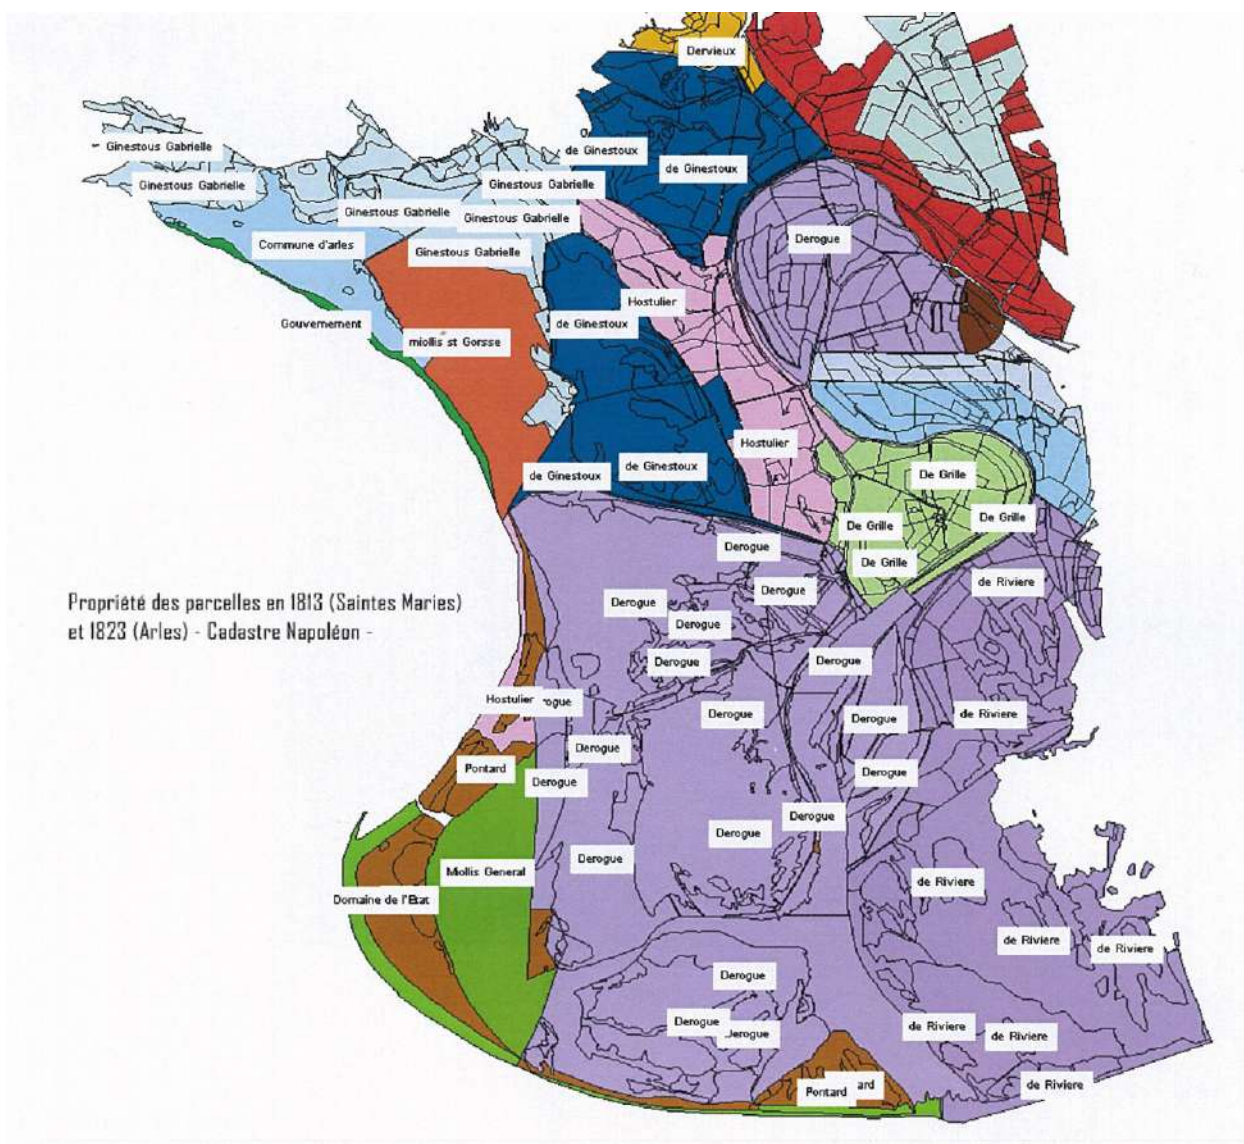 Dervieux
Ginestous Gabrielle
de Ginestoux
de Ginestoux
Ginestous Gabrielle
Ginestous Gabrielle
Ginestous Gabrielle
Ginestous Gabrielle
Derogue
Commune d'arles
Ginestous Gabrielle
Hostulier
Gouvernement
de Ginestoux
miollis st Gorsse
Hostulier
de Ginestoux
de Ginestoux
De Grille
De Grille
De Grille
Derogue
De Grille
de Riviere
Derogue
Propriété des parcelles en 1813 (Saintes Maries)
et 1823 (Arles) - Cadastre Napoléon -
Derogue
Derogue
Derogue
Derogue
Hostulier
rogue
Derogue
Derogue
de Riviere
Derogue
Pontard
Derogue
Derogue
Derogue
Derogue
Derogue
Miollis General
de Riviere
Domaine de l'Etat
de Riviere
de Riviere
Derogue
Derogue
Derogue
de Riviere
de Riviere
Pontard
ard
de Riviere